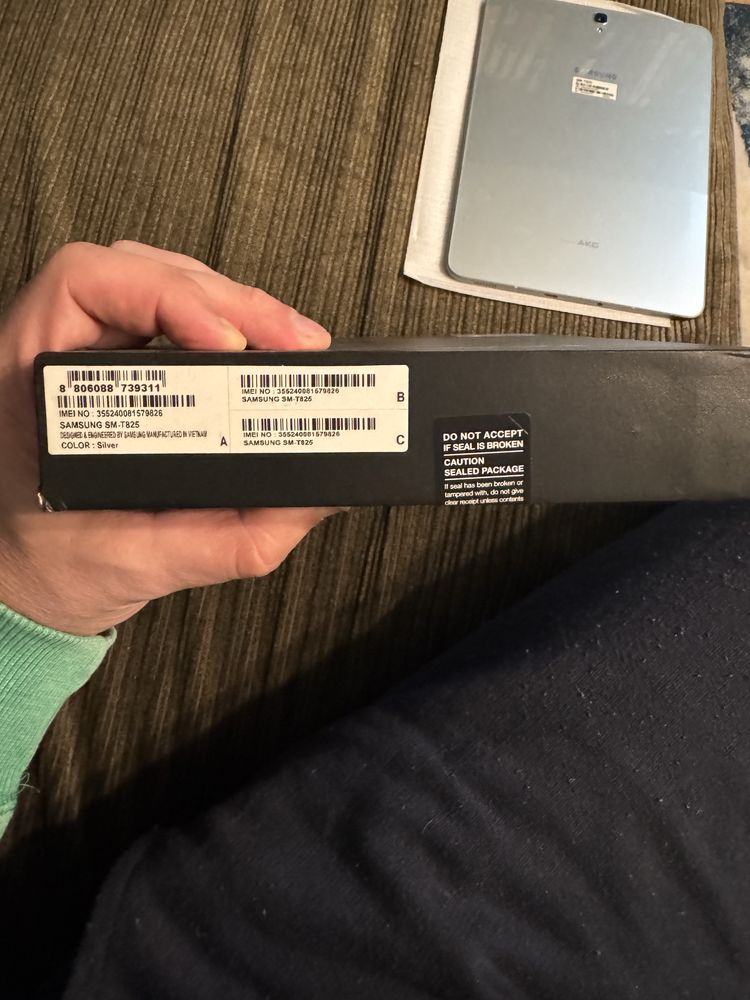 SAMSUNG
AKG
8 806088 739311
IMEI NO : 355240081579826
SAMSUNG SM-T825
DESIGNED & ENGINEERED BY SAMSUNG MANUFACTURED IN VIETNAM
COLOR : Silver
A
IMEI NO : 355240081579826
SAMSUNG SM-T825
B
IMEI NO : 355240081579826
SAMSUNG SM-T825
C
DO NOT ACCEPT
IF SEAL IS BROKEN
CAUTION
SEALED PACKAGE
If seal has been broken or
tampered with, do not give
clear receipt unless contents